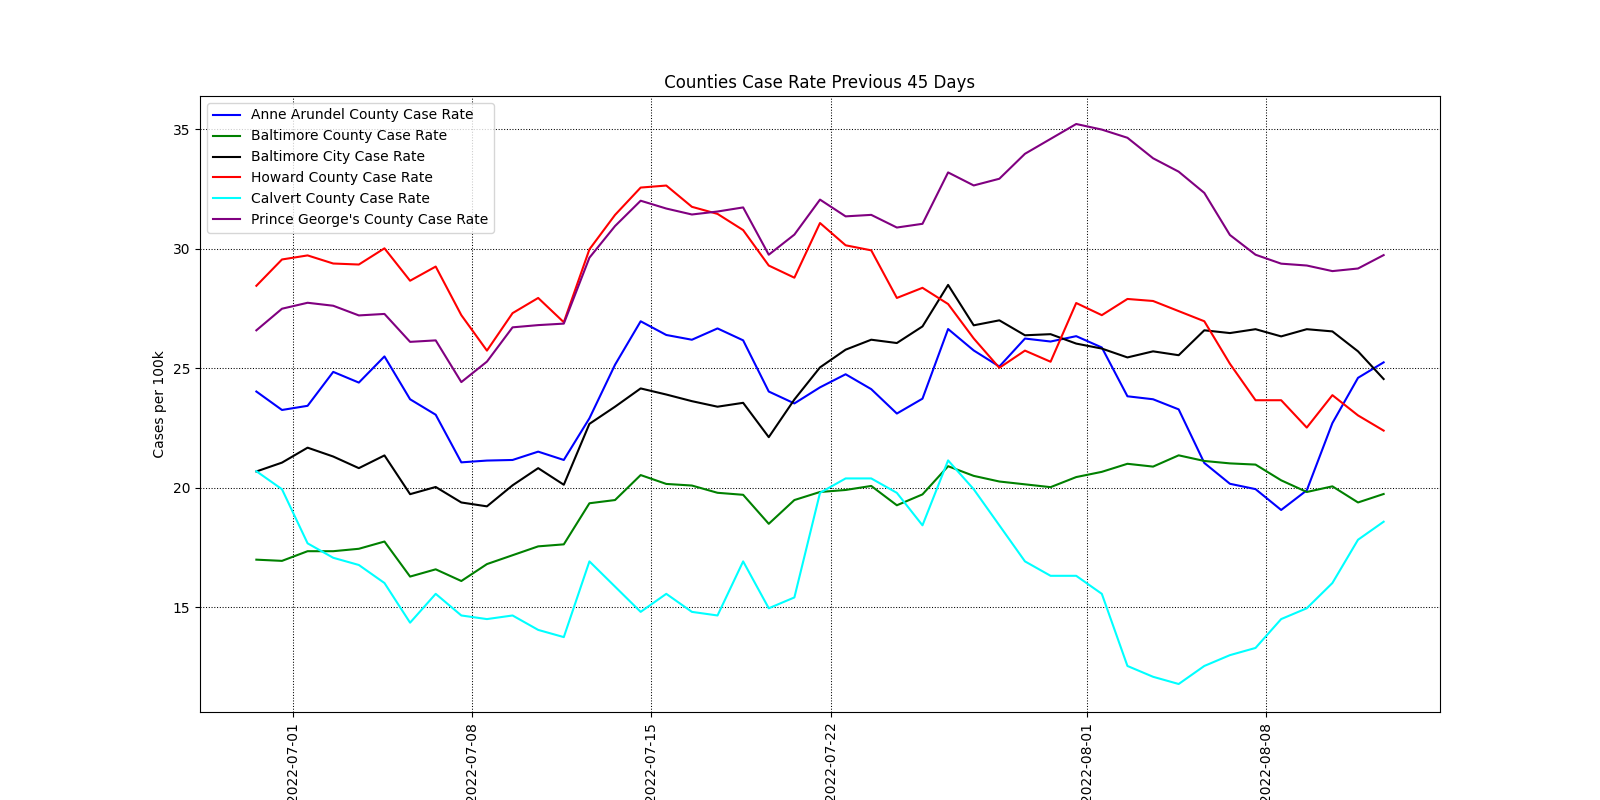 Counties Case Rate Previous 45 Days
Anne Arundel County Case Rate
Baltimore County Case Rate
Baltimore City Case Rate
Howard County Case Rate
Calvert County Case Rate
Prince George's County Case Rate
Cases per 100k
35
30
25
20
15
2022-07-01
2022-07-08
2022-07-15
2022-07-22
2022-08-01
2022-08-08